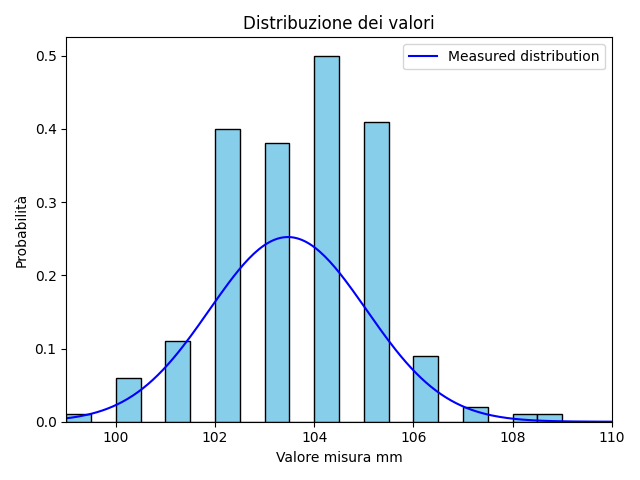 Distribuzione dei valori
Measured distribution
0.5
0.4
0.3
0.2
0.1
0.0
Probabilità
100 102 104 106 108 110
Valore misura mm